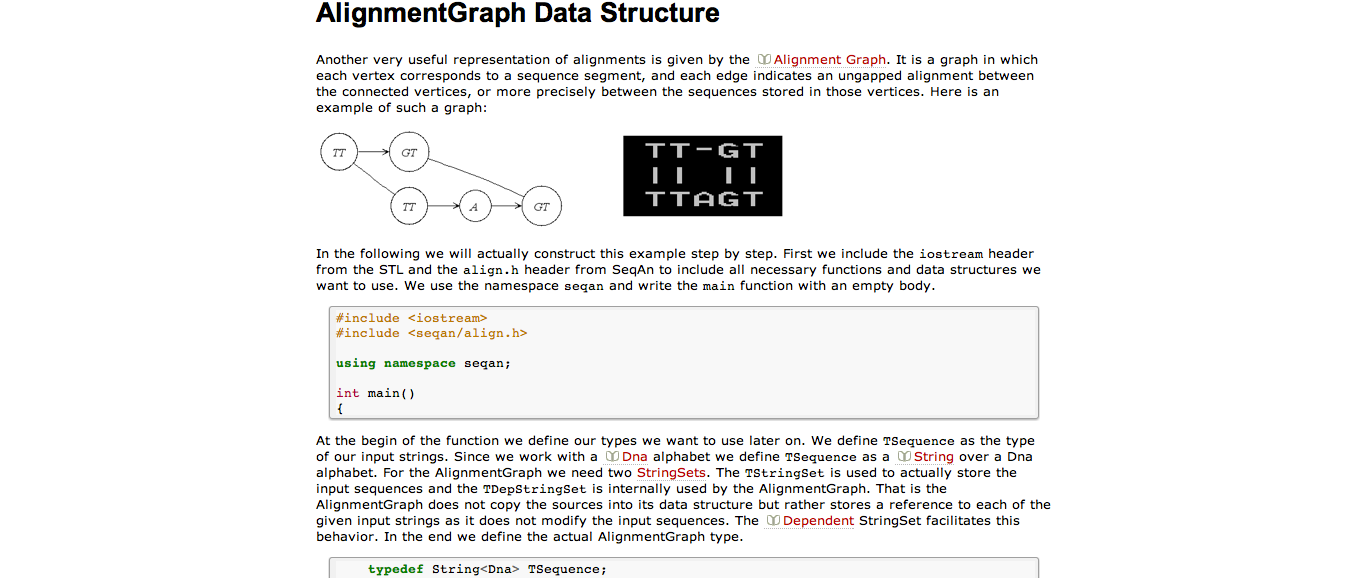 AlignmentGraph Data Structure
Another very useful representation of alignments is given by the Alignment Graph. It is a graph in which
each vertex corresponds to a sequence segment, and each edge indicates an ungapped alignment between
the connected vertices, or more precisely between the sequences stored in those vertices. Here is an
example of such a graph:
TT GT
TT A GT
TT-GT
|| ||
TTAGT
In the following we will actually construct this example step by step. First we include the iostream header
from the STL and the align.h header from SeqAn to include all necessary functions and data structures we
want to use. We use the namespace seqan and write the main function with an empty body.
#include <iostream>
#include <seqan/align.h>
using namespace seqan;
int main()
{
At the begin of the function we define our types we want to use later on. We define TSequence as the type
of our input strings. Since we work with a Dna alphabet we define TSequence as a String over a Dna
alphabet. For the AlignmentGraph we need two StringSets. The TStringSet is used to actually store the
input sequences and the TDepStringSet is internally used by the AlignmentGraph. That is the
AlignmentGraph does not copy the sources into its data structure but rather stores a reference to each of the
given input strings as it does not modify the input sequences. The Dependent StringSet facilitates this
behavior. In the end we define the actual AlignmentGraph type.
typedef String<Dna> TSequence;